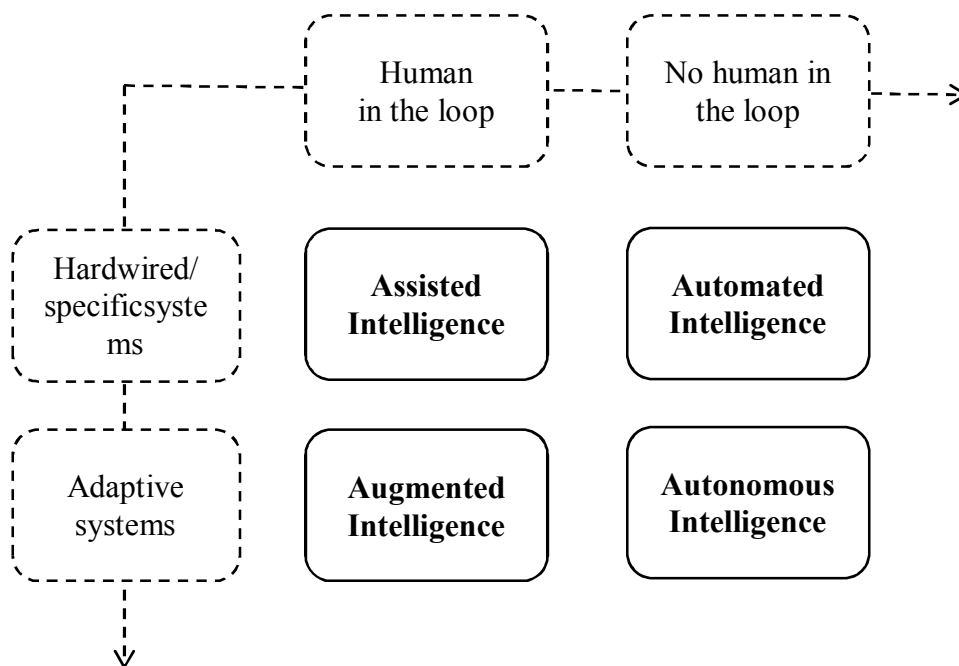 Human
in the loop
No human in
the loop
Hardwired/
specificsyste
ms
Assisted
Intelligence
Automated
Intelligence
Adaptive
systems
Augmented
Intelligence
Autonomous
Intelligence